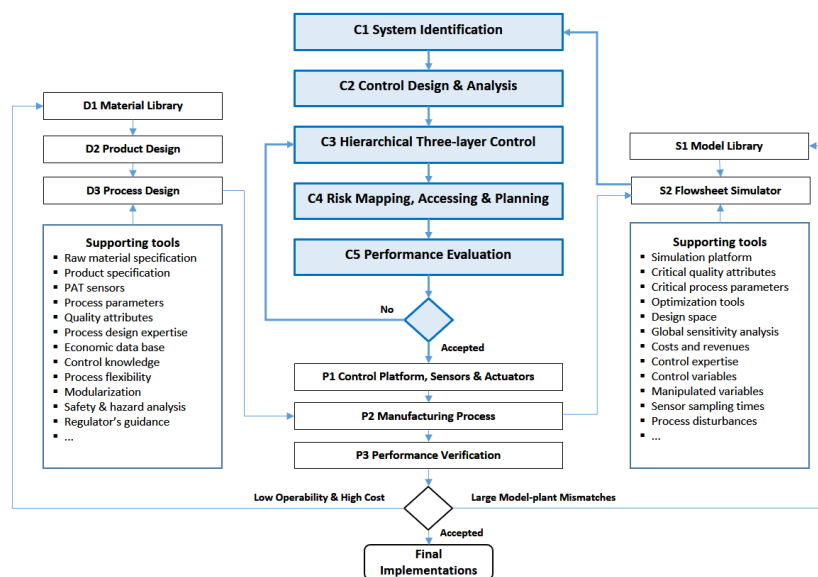 C1 System Identification
C2 Control Design & Analysis
C3 Hierarchical Three-layer Control
C4 Risk Mapping, Accessing & Planning
C5 Performance Evaluation
No
Accepted
D1 Material Library
D2 Product Design
D3 Process Design
Supporting tools
▪ Raw material specification
▪ Product specification
▪ PAT sensors
▪ Process parameters
▪ Quality attributes
▪ Process design expertise
▪ Economic data base
▪ Control knowledge
▪ Process flexibility
▪ Modularization
▪ Safety & hazard analysis
▪ Regulator's guidance
▪ ...
S1 Model Library
S2 Flowsheet Simulator
Supporting tools
▪ Simulation platform
▪ Critical quality attributes
▪ Critical process parameters
▪ Optimization tools
▪ Design space
▪ Global sensitivity analysis
▪ Costs and revenues
▪ Control expertise
▪ Control variables
▪ Manipulated variables
▪ Sensor sampling times
▪ Process disturbances
▪ ...
P1 Control Platform, Sensors & Actuators
P2 Manufacturing Process
P3 Performance Verification
Low Operability & High Cost
Large Model-plant Mismatches
Accepted
Final
Implementations